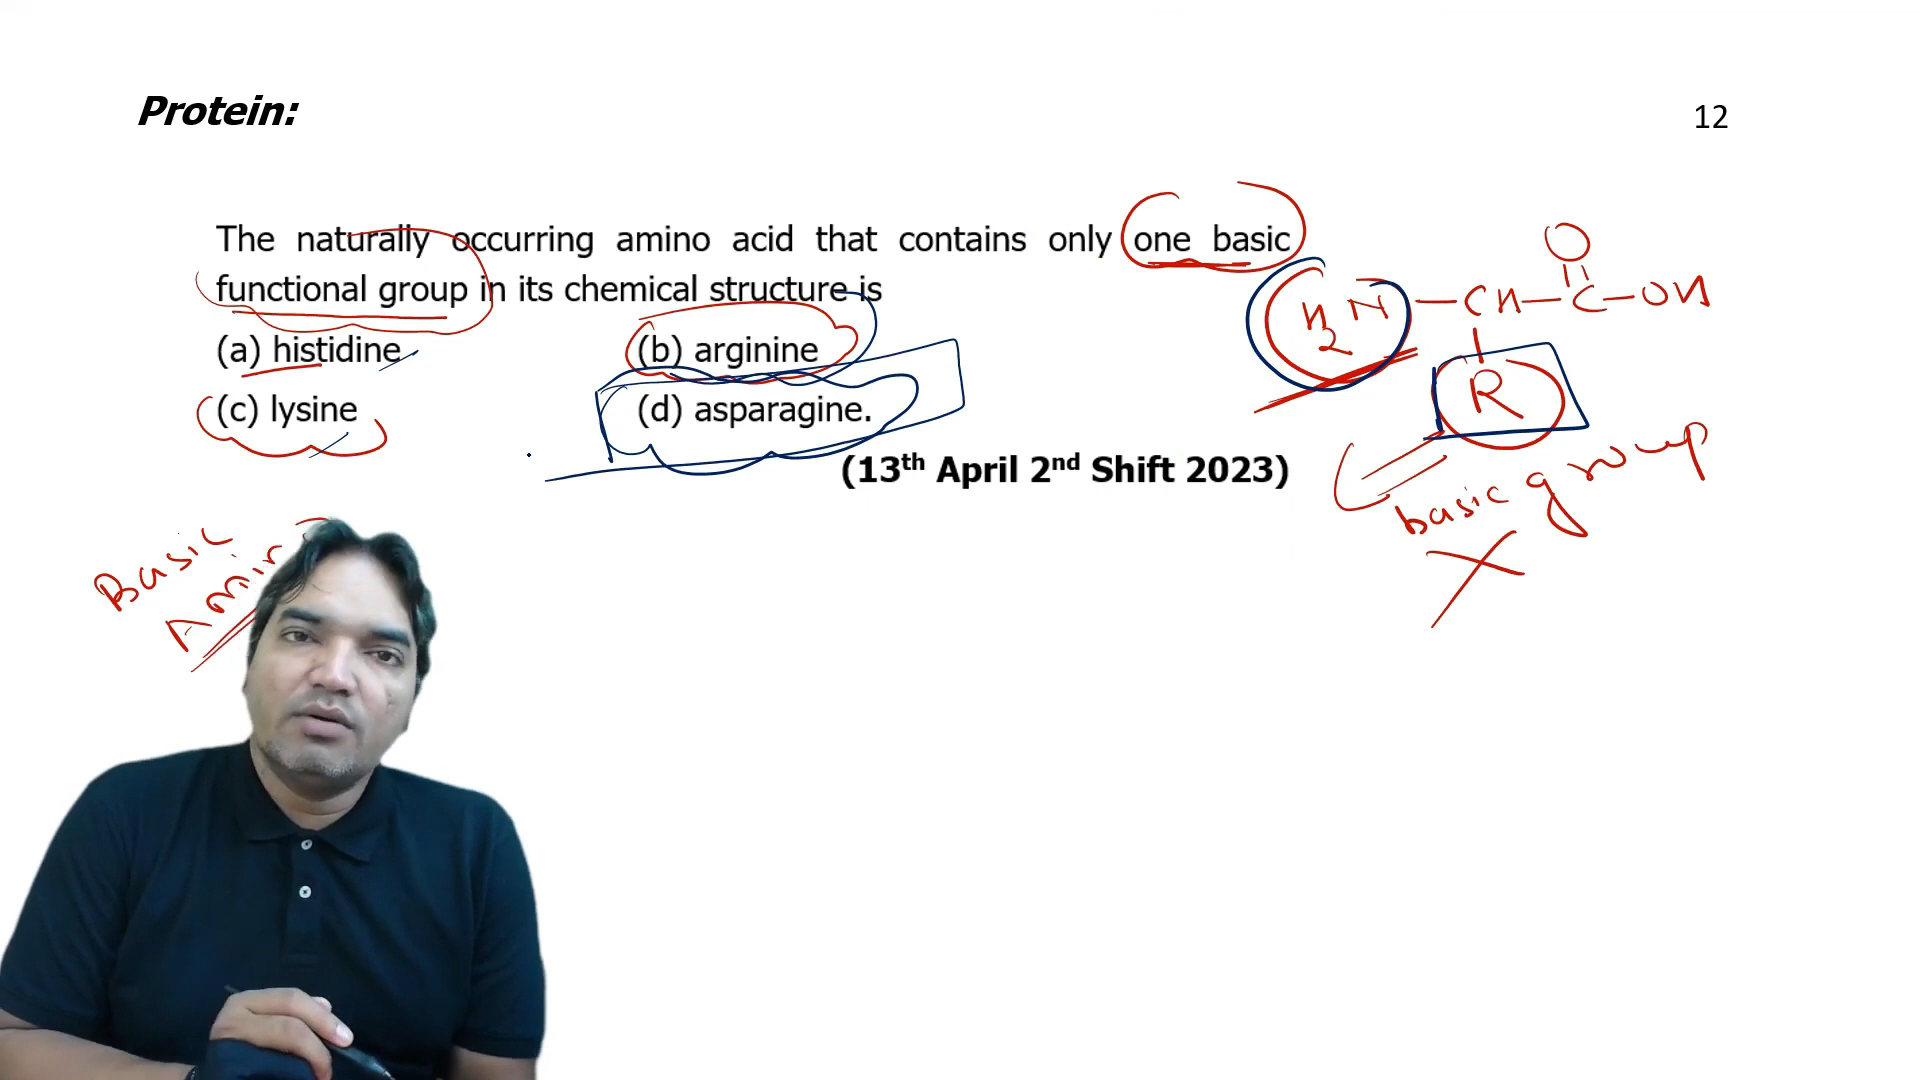 Protein:
12
The naturally occurring amino acid that contains only one basic
functional group in its chemical structure is
(a) histidine (b) arginine
(c) lysine (d) asparagine.
(13th April 2nd Shift 2023)
O
H2N — CH — C — OH
R
basic group
Basic